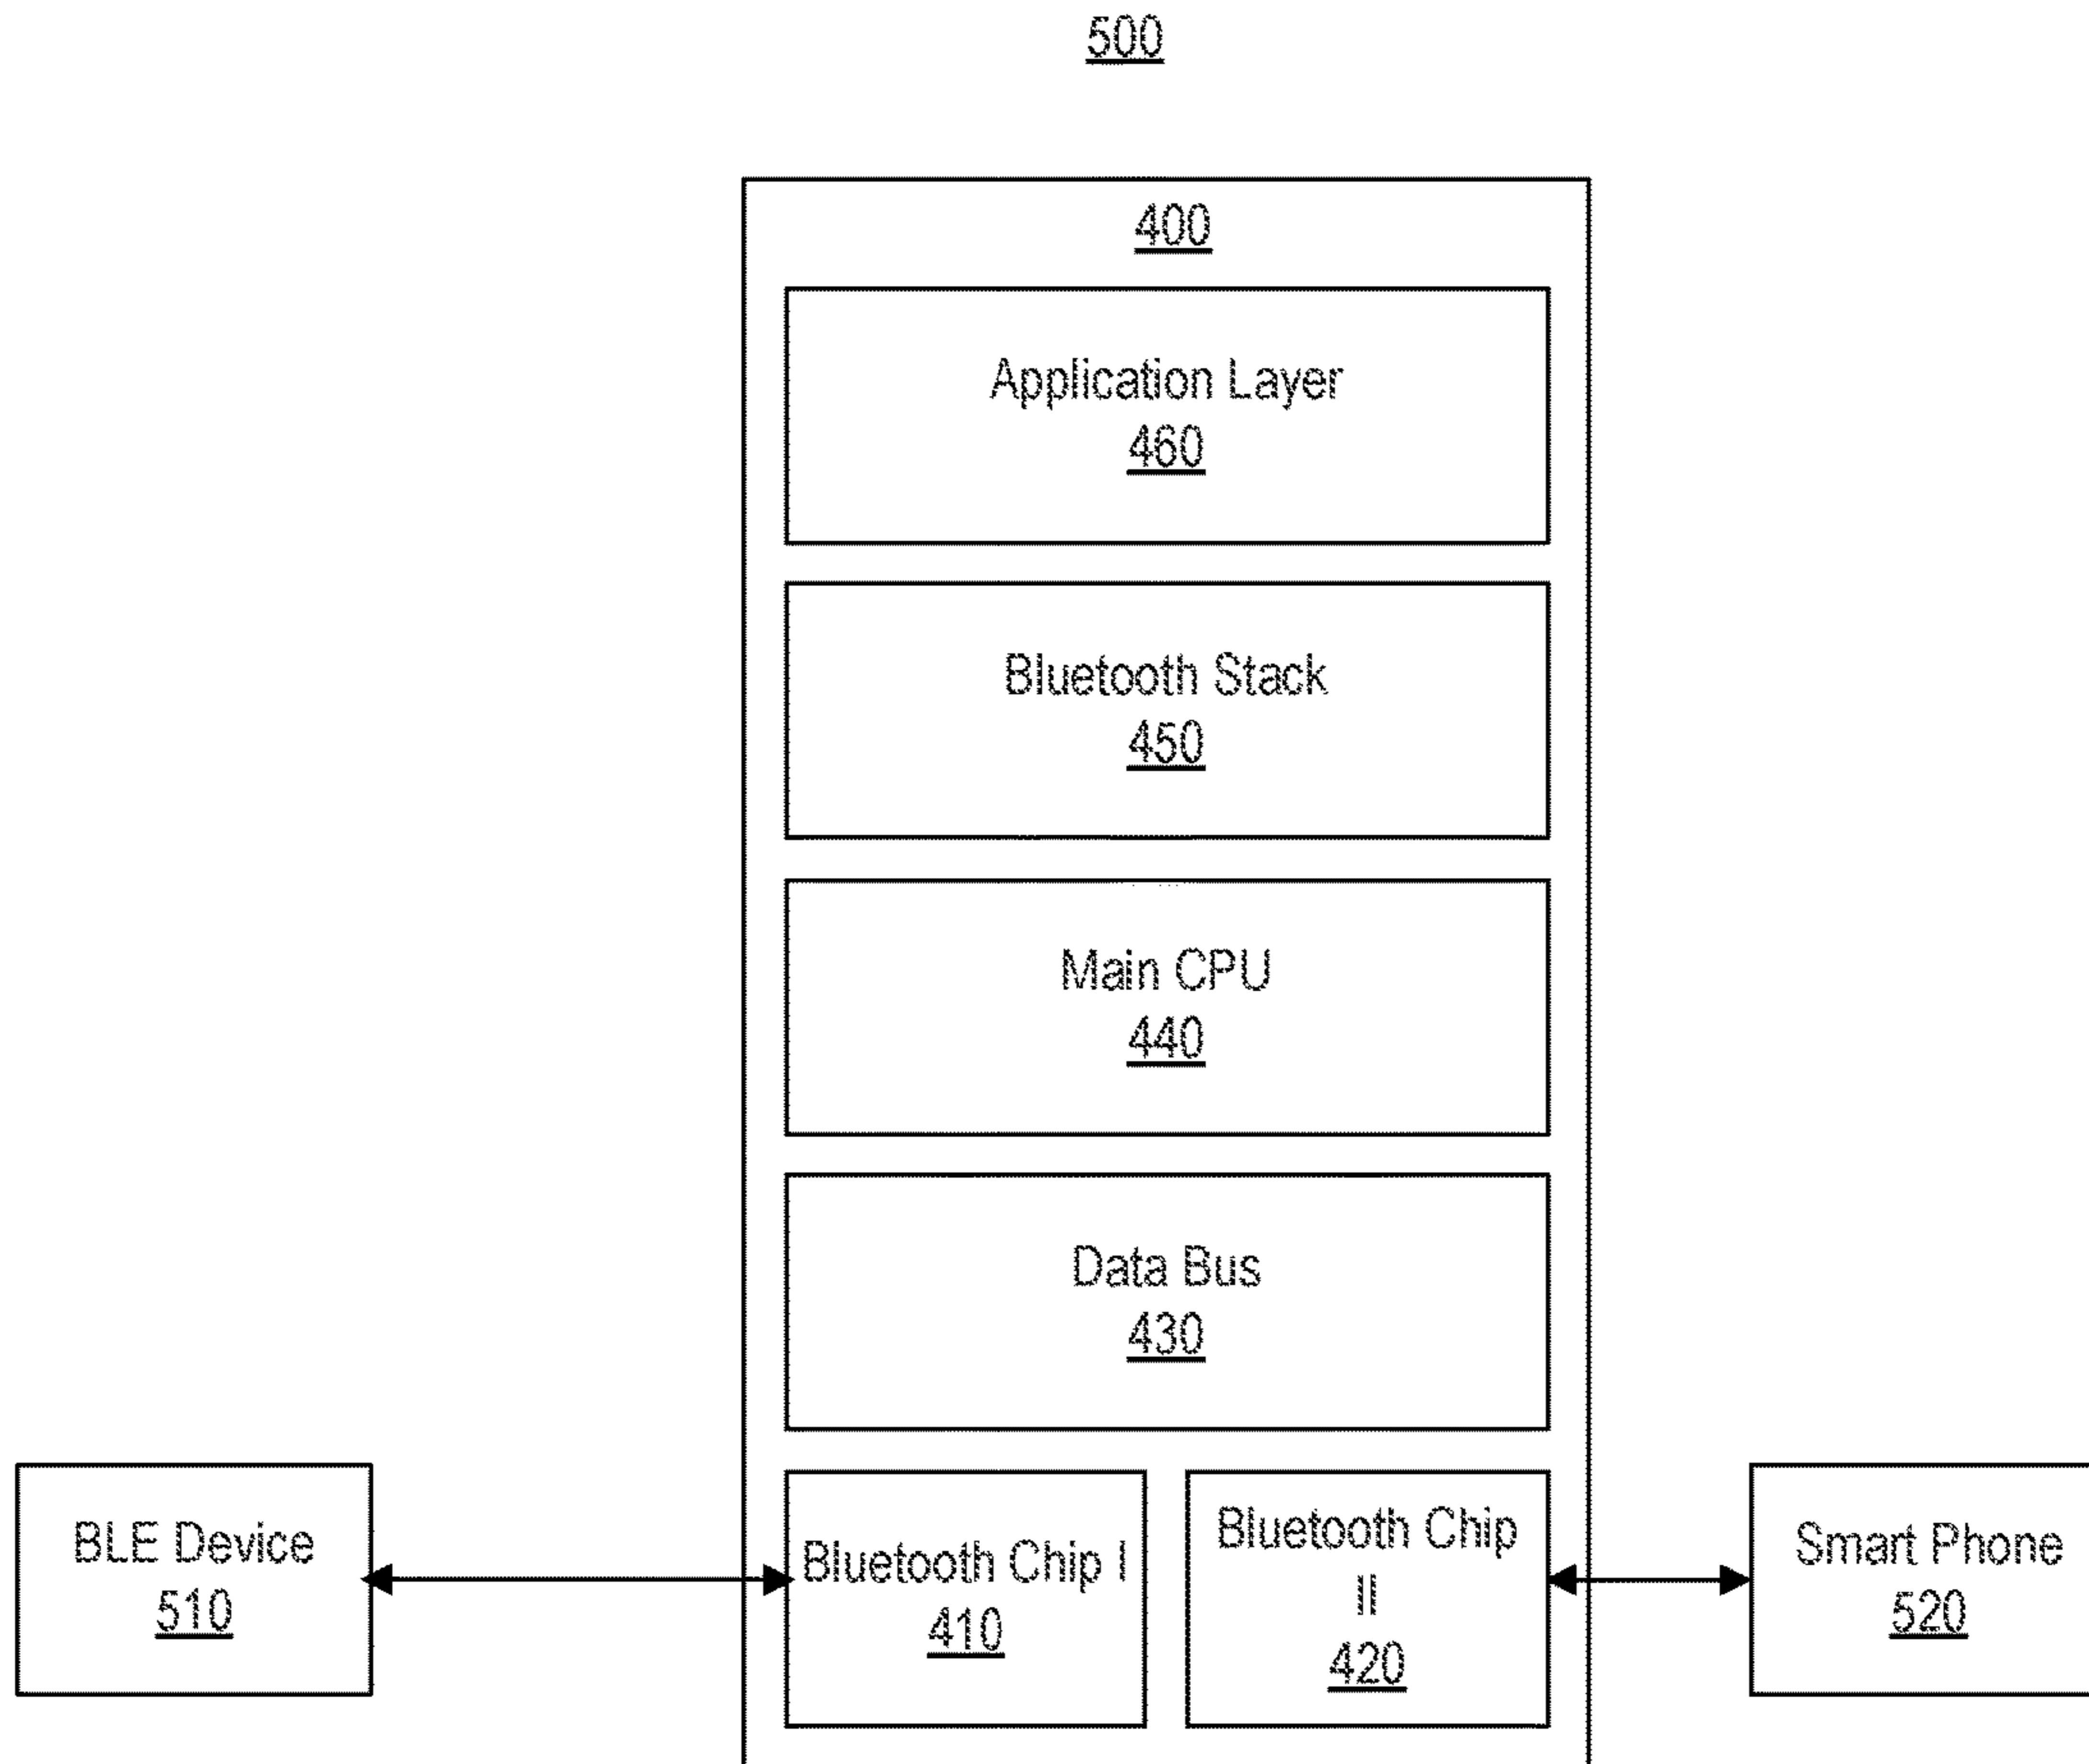 500
400
Application Layer
460
Bluetooth Stack
450
Main CPU
440
Data Bus
430
BLE Device
510
Bluetooth Chip I
410
Bluetooth Chip
II
420
Smart Phone
520